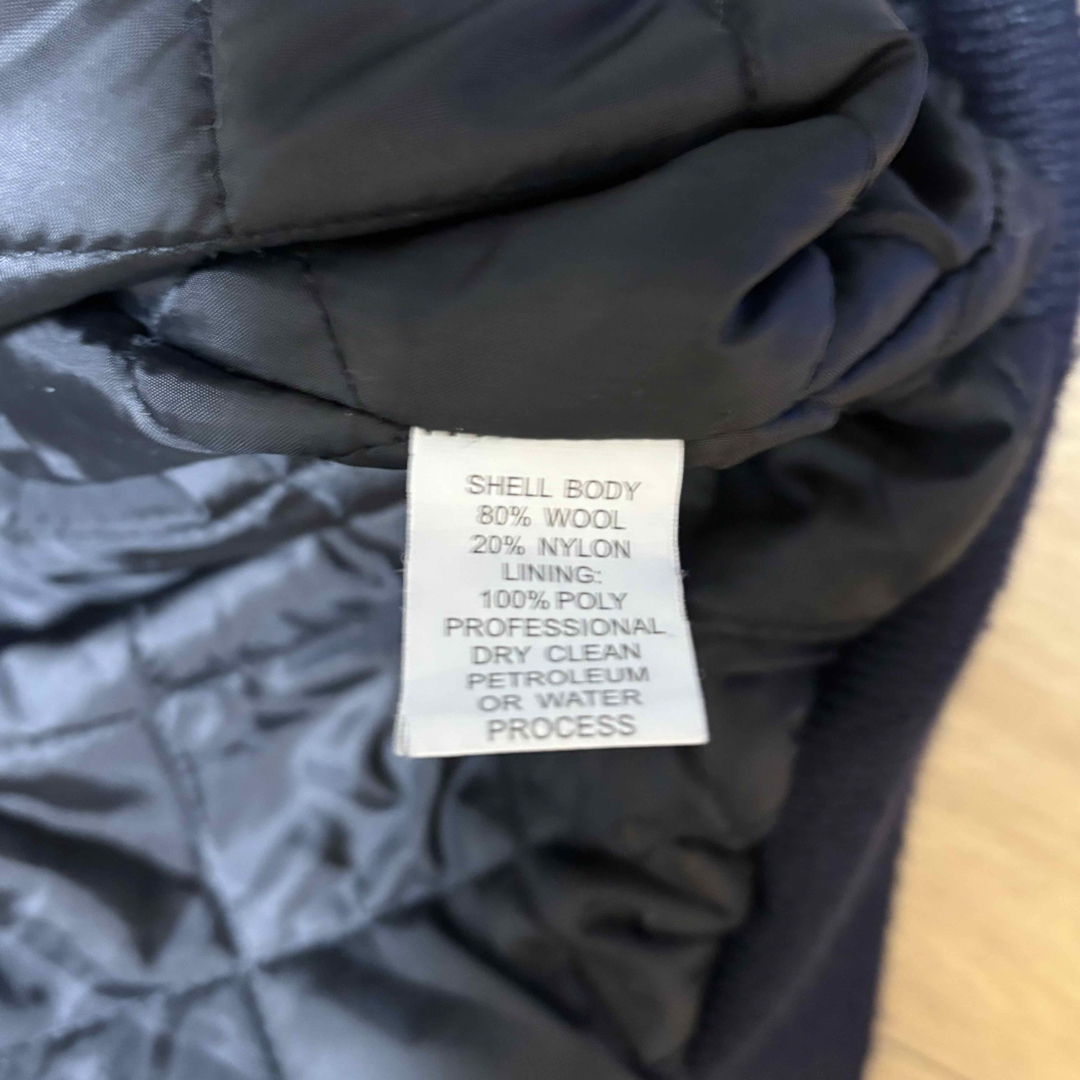 SHELL BODY
80% WOOL
20% NYLON
LINING:
100% POLY
PROFESSIONAL
DRY CLEAN
PETROLEUM
OR WATER
PROCESS